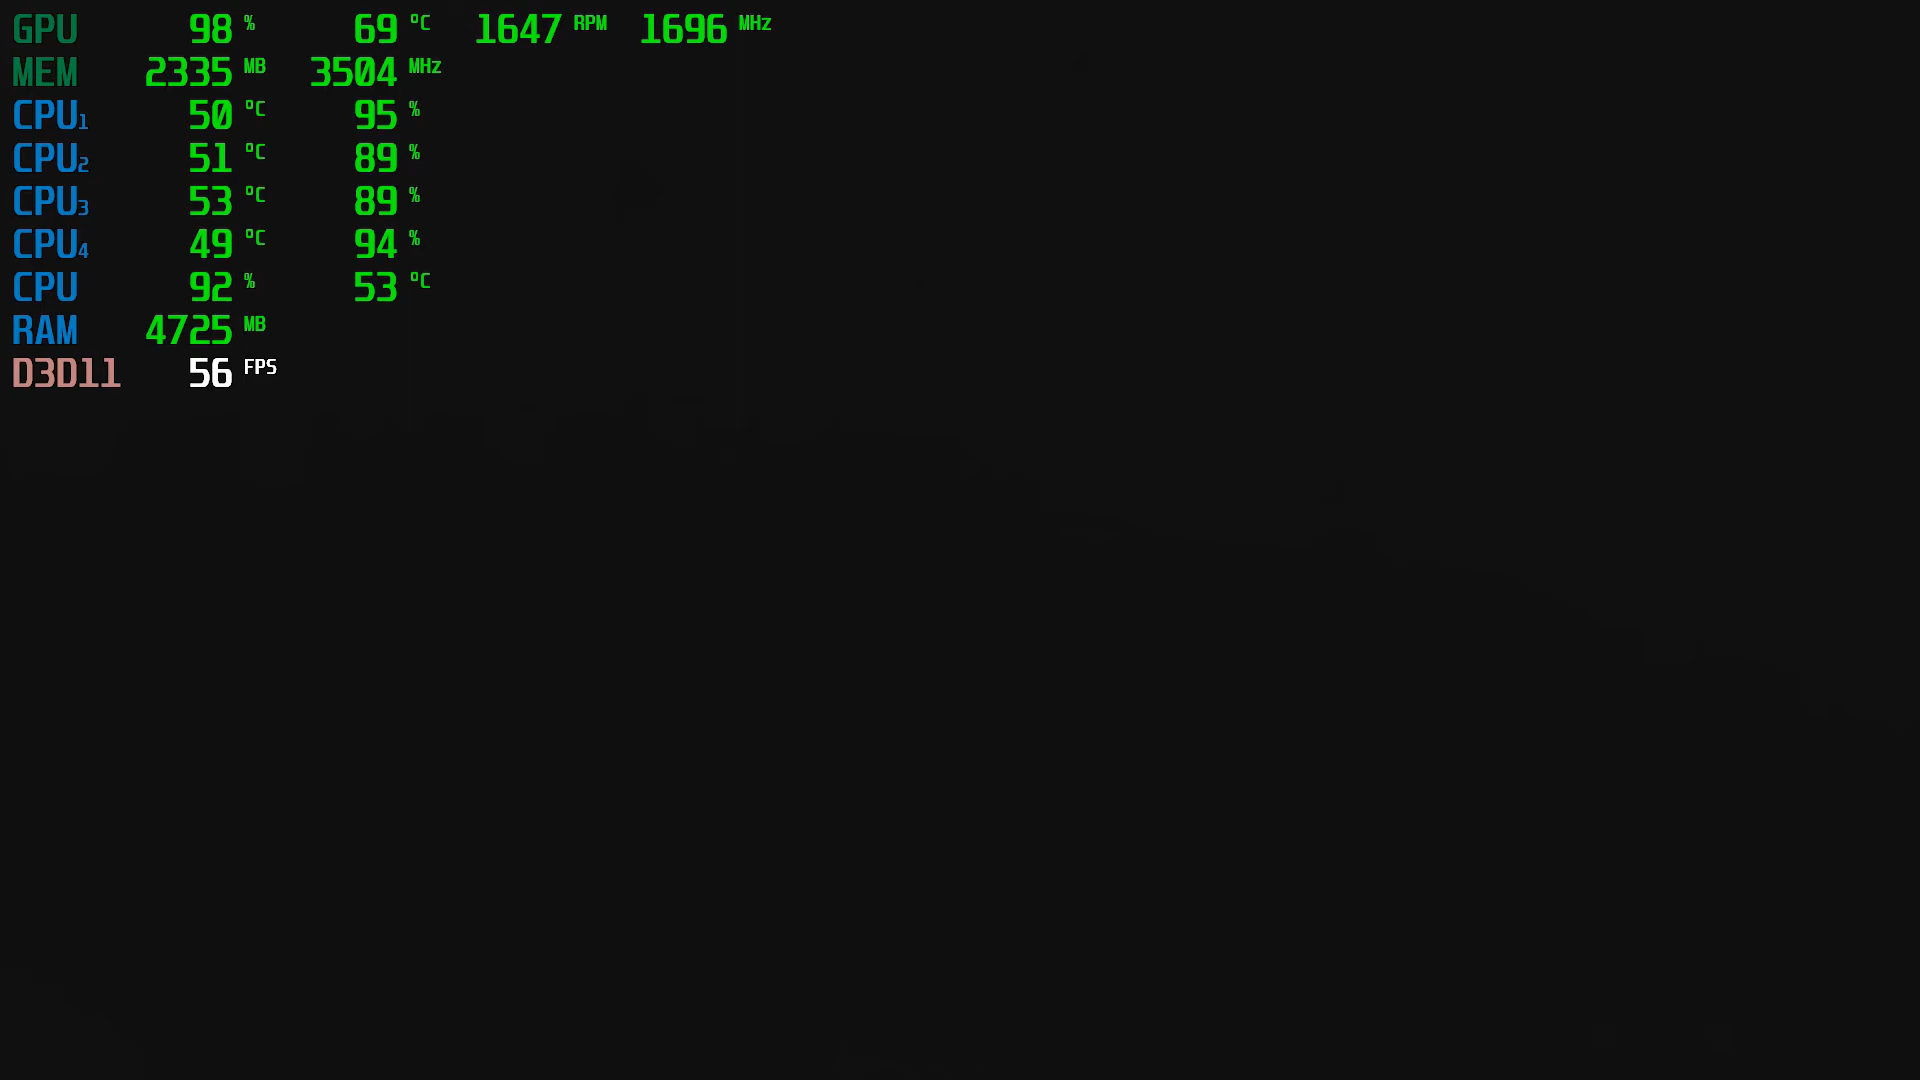 GPU 98 % 69 °C 1647 RPM 1696 MHz
MEM 2335 MB 3504 MHz
CPU1 50 °C 95 %
CPU2 51 °C 89 %
CPU3 53 °C 89 %
CPU4 49 °C 94 %
CPU 92 % 53 °C
RAM 4725 MB
D3D11 56 FPS